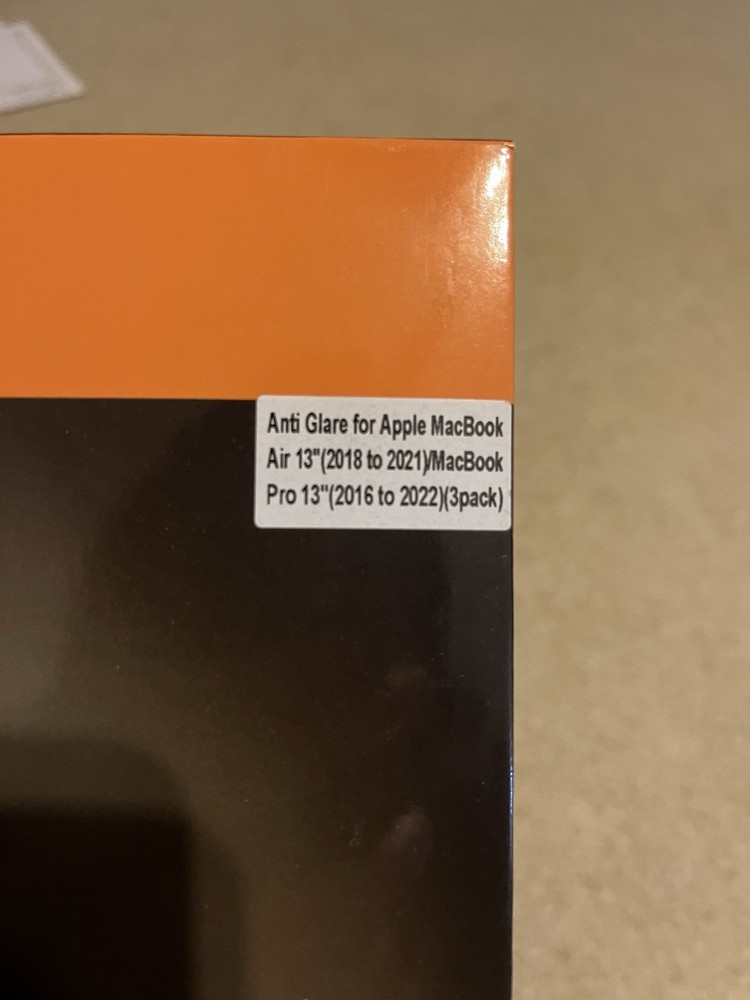 Anti Glare for Apple MacBook
Air 13"(2018 to 2021)/MacBook
Pro 13"(2016 to 2022)(3pack)